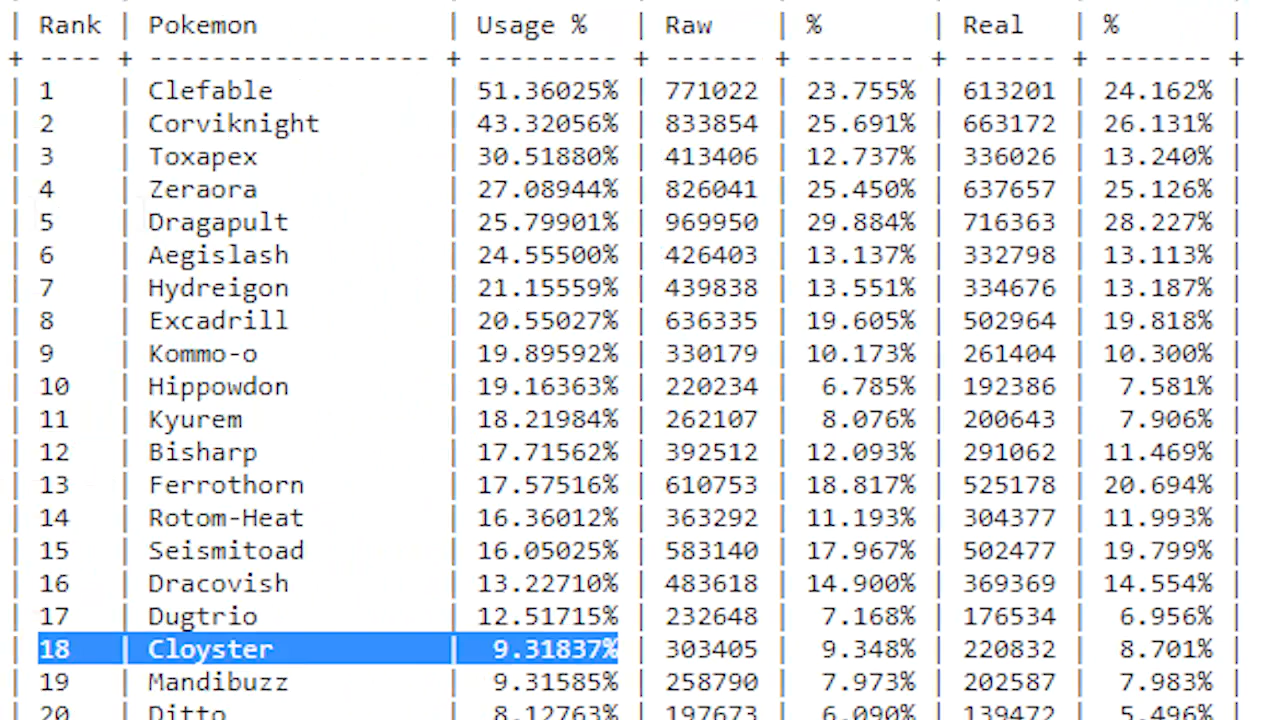 | Rank | Pokemon | Usage % | Raw | % | Real | % |
+ ---- + ------------------ + --------- + ------ + ------- + ------ + ------- +
| 1 | Clefable | 51.36025% | 771022 | 23.755% | 613201 | 24.162% |
| 2 | Corviknight | 43.32056% | 833854 | 25.691% | 663172 | 26.131% |
| 3 | Toxapex | 30.51880% | 413406 | 12.737% | 336026 | 13.240% |
| 4 | Zeraora | 27.08944% | 826041 | 25.450% | 637657 | 25.126% |
| 5 | Dragapult | 25.79901% | 969950 | 29.884% | 716363 | 28.227% |
| 6 | Aegislash | 24.55500% | 426403 | 13.137% | 332798 | 13.113% |
| 7 | Hydreigon | 21.15559% | 439838 | 13.551% | 334676 | 13.187% |
| 8 | Excadrill | 20.55027% | 636335 | 19.605% | 502964 | 19.818% |
| 9 | Kommo-o | 19.89592% | 330179 | 10.173% | 261404 | 10.300% |
| 10 | Hippowdon | 19.16363% | 220234 | 6.785% | 192386 | 7.581% |
| 11 | Kyurem | 18.21984% | 262107 | 8.076% | 200643 | 7.906% |
| 12 | Bisharp | 17.71562% | 392512 | 12.093% | 291062 | 11.469% |
| 13 | Ferrothorn | 17.57516% | 610753 | 18.817% | 525178 | 20.694% |
| 14 | Rotom-Heat | 16.36012% | 363292 | 11.193% | 304377 | 11.993% |
| 15 | Seismitoad | 16.05025% | 583140 | 17.967% | 502477 | 19.799% |
| 16 | Dracovish | 13.22710% | 483618 | 14.900% | 369369 | 14.554% |
| 17 | Dugtrio | 12.51715% | 232648 | 7.168% | 176534 | 6.956% |
| 18 | Cloyster | 9.31837% | 303405 | 9.348% | 220832 | 8.701% |
| 19 | Mandibuzz | 9.31585% | 258790 | 7.973% | 202587 | 7.983% |
| 20 | Ditto | 8.12763% | 197673 | 6.090% | 139472 | 5.496% |